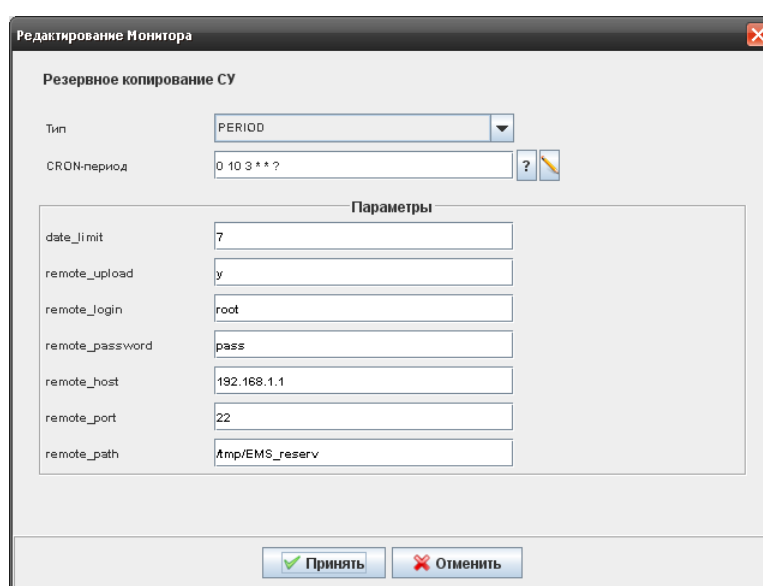 Редактирование Монитора
Резервное копирование СУ
Тип PERIOD
CRON-период 0 10 3 * * ? ?
Параметры
date_limit 7
remote_upload y
remote_login root
remote_password pass
remote_host 192.168.1.1
remote_port 22
remote_path /tmp/EMS_reserv
Принять Отменить